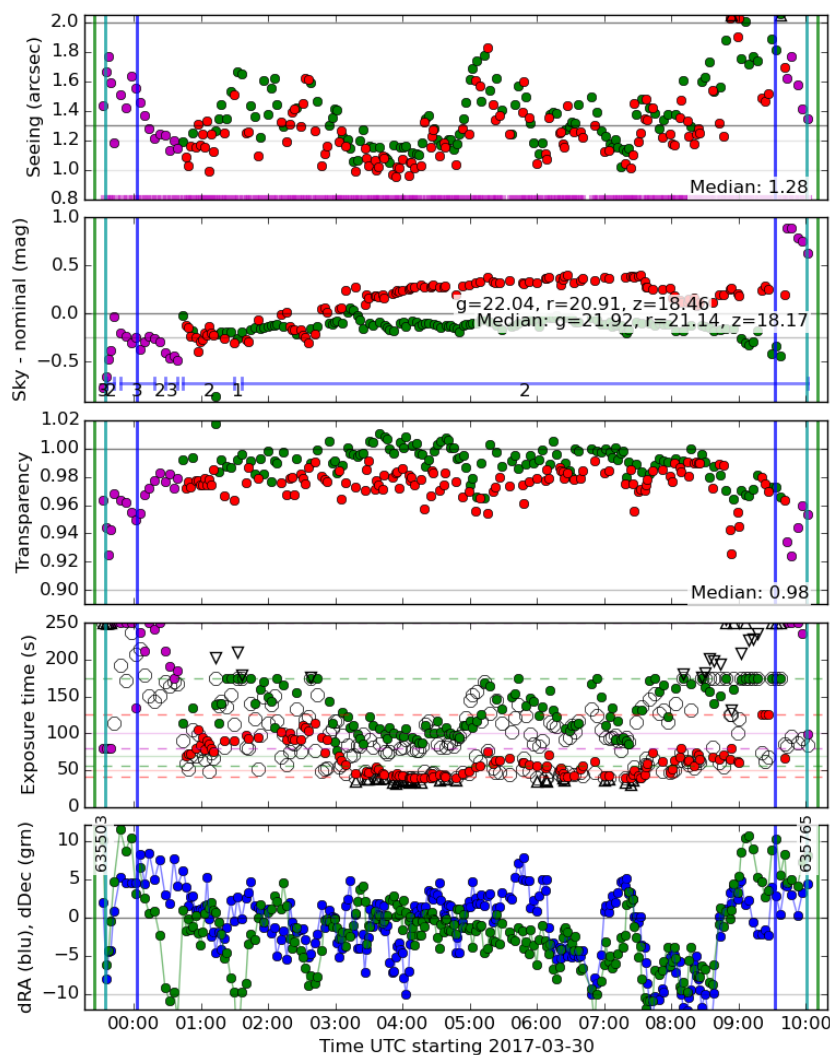 Seeing (arcsec)
2.0
1.8
1.6
1.4
1.2
1.0
0.8
Median: 1.28
Sky - nominal (mag)
1.0
0.5
0.0
−0.5
g=22.04, r=20.91, z=18.46
Median: g=21.92, r=21.14, z=18.17
2 3 23 2 1 2
Transparency
1.02
1.00
0.98
0.96
0.94
0.92
0.90
Median: 0.98
Exposure time (s)
250
200
150
100
50
0
dRA (blu), dDec (grn)
10
5
0
−5
−10
635503
635765
00:00 01:00 02:00 03:00 04:00 05:00 06:00 07:00 08:00 09:00 10:00
Time UTC starting 2017-03-30